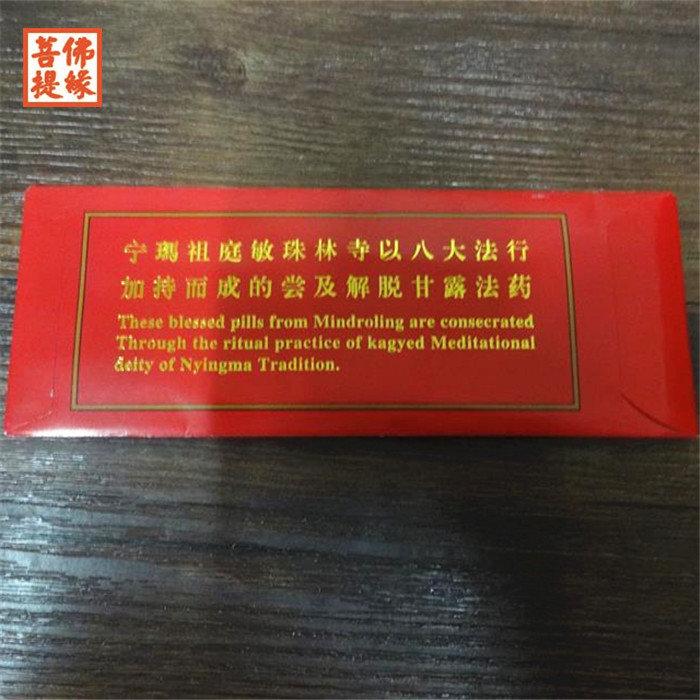 菩提佛緣
宁瑪祖庭敏珠林寺以八大法行
加持而成的尝及解脱甘露法药
These blessed pills from Mindroling are consecrated
Through the ritual practice of kagyed Meditational
deity of Nyingma Tradition.